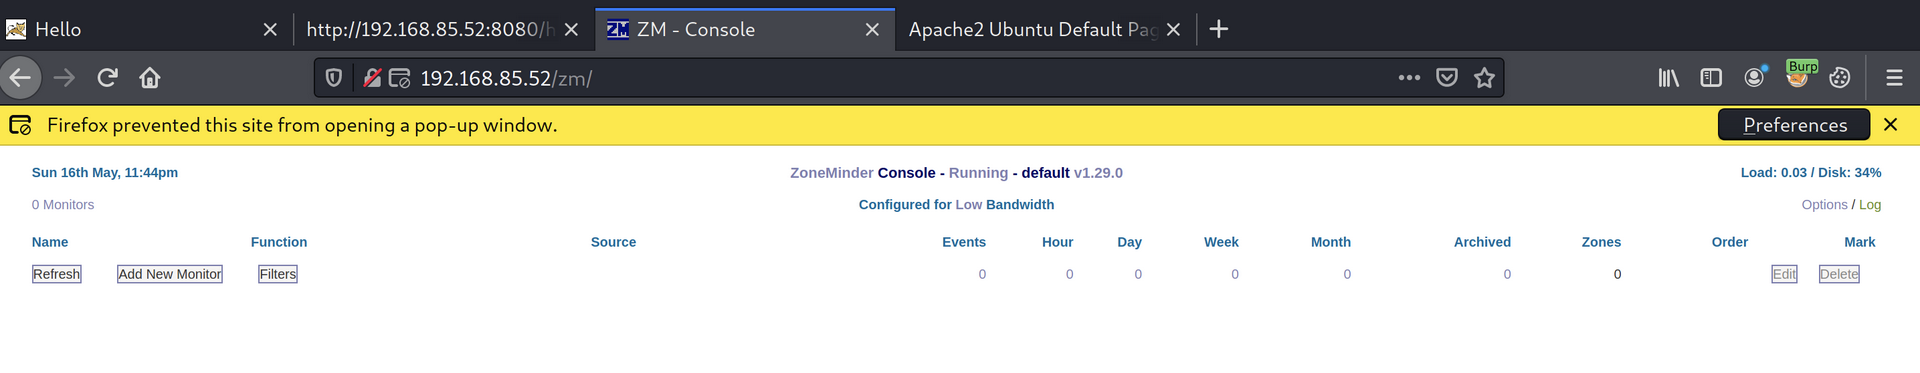 Hello http://192.168.85.52:8080/h ZM - Console Apache2 Ubuntu Default Pag
192.168.85.52/zm/ Burp
Firefox prevented this site from opening a pop-up window. Preferences
Sun 16th May, 11:44pm ZoneMinder Console - Running - default v1.29.0 Load: 0.03 / Disk: 34%
0 Monitors Configured for Low Bandwidth Options / Log
Name Function Source Events Hour Day Week Month Archived Zones Order Mark
Refresh Add New Monitor Filters 0 0 0 0 0 0 0 Edit Delete